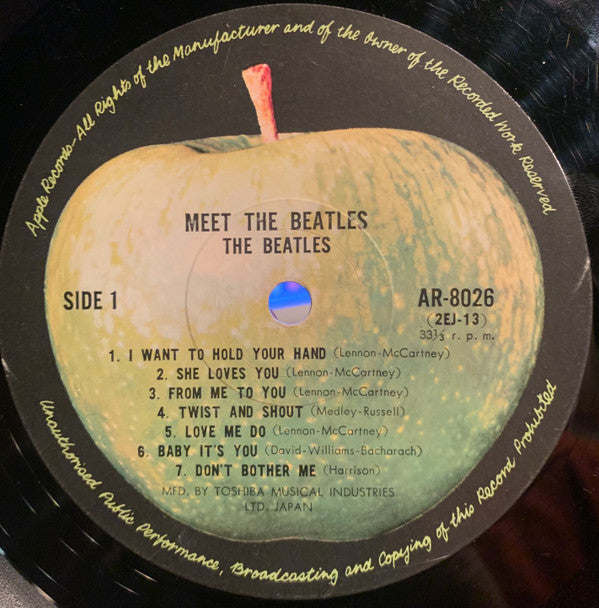 Apple Records—All Rights of the Manufacturer and of the Owner of the Recorded Work Reserved
MEET THE BEATLES
THE BEATLES
SIDE 1
AR-8026
(2EJ-13)
33⅓ r. p. m.
1. I WANT TO HOLD YOUR HAND (Lennon-McCartney)
2. SHE LOVES YOU (Lennon-McCartney)
3. FROM ME TO YOU (Lennon-McCartney)
4. TWIST AND SHOUT (Medley-Russell)
5. LOVE ME DO (Lennon-McCartney)
6. BABY IT'S YOU (David-Williams-Bacharach)
7. DON'T BOTHER ME (Harrison)
MFD. BY TOSHIBA MUSICAL INDUSTRIES
LTD. JAPAN
Unauthorised Public Performance, Broadcasting and Copying of this Record Prohibited